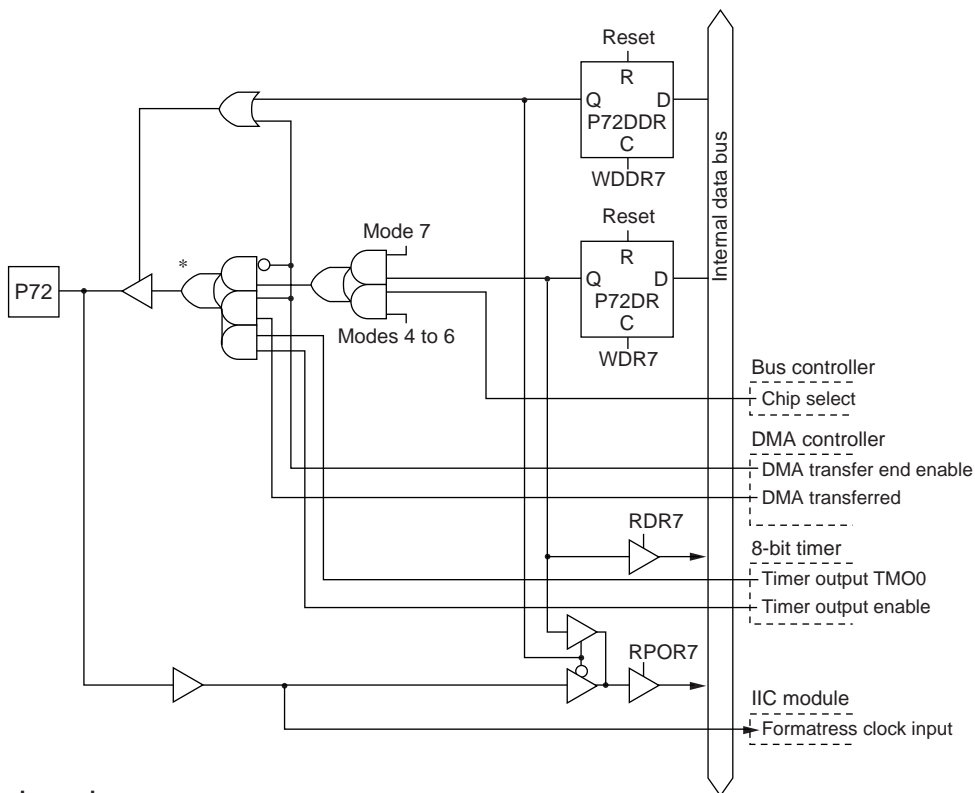 Reset
R
Q D
P72DDR
C
WDDR7
Internal data bus
Reset
R
Q D
P72DR
C
WDR7
Mode 7
*
P72
Modes 4 to 6
Bus controller
Chip select
DMA controller
DMA transfer end enable
DMA transferred
RDR7
8-bit timer
Timer output TMO0
Timer output enable
RPOR7
IIC module
Formatress clock input